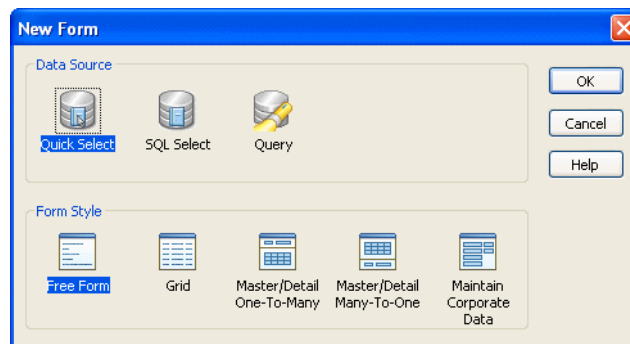 New Form
Data Source
OK
Quick Select
SQL Select
Query
Cancel
Help
Form Style
Free Form
Grid
Master/Detail
One-To-Many
Master/Detail
Many-To-One
Maintain
Corporate
Data